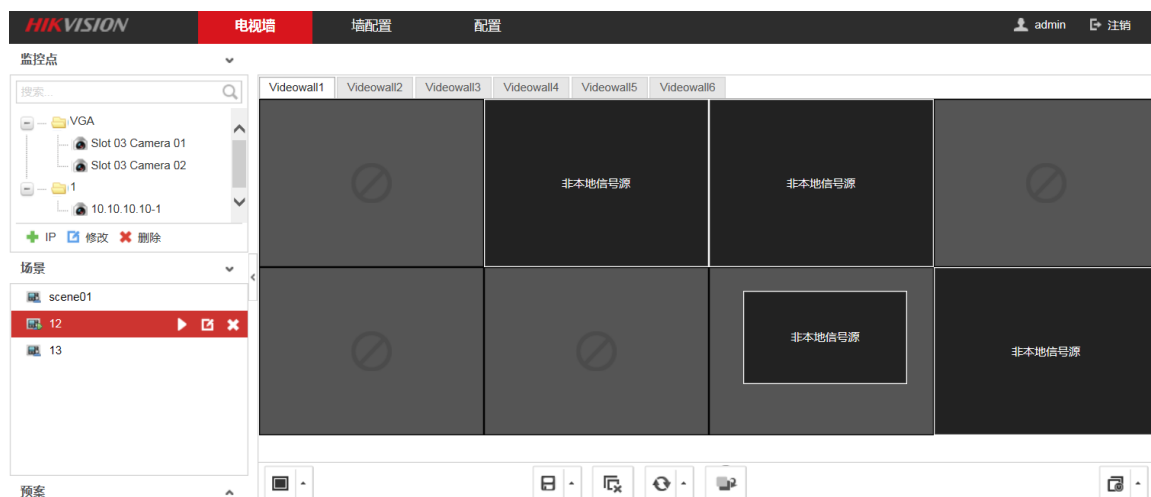 HIKVISION 电视墙 墙配置 配置 admin 注销
监控点
搜索...
Videowall1 Videowall2 Videowall3 Videowall4 Videowall5 Videowall6
VGA
Slot 03 Camera 01
Slot 03 Camera 02
1
10.10.10.10-1
IP 修改 删除
非本地信号源 非本地信号源
场景
scene01
12
13
非本地信号源
非本地信号源
预案